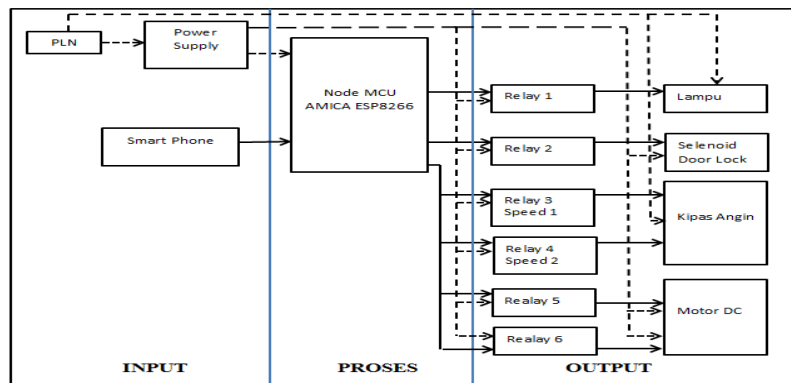 PLN
Power
Supply
Smart Phone
Node MCU
AMICA ESP8266
Relay 1
Relay 2
Relay 3
Speed 1
Relay 4
Speed 2
Realay 5
Realay 6
Lampu
Selenoid
Door Lock
Kipas Angin
Motor DC
INPUT
PROSES
OUTPUT